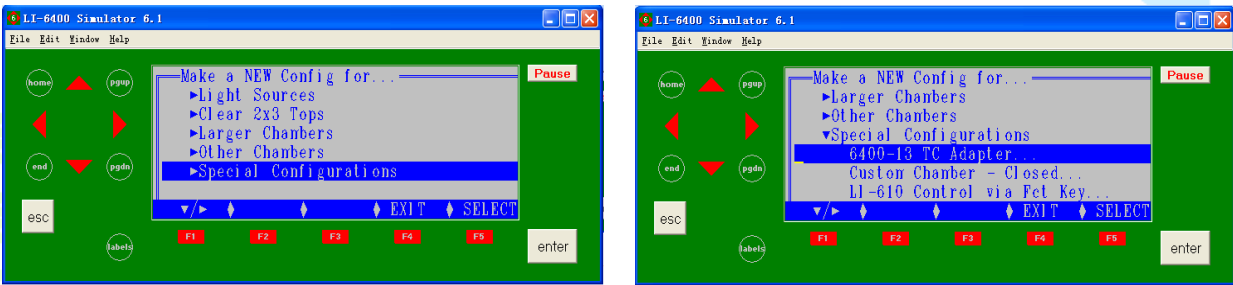 LI-6400 Simulator 6.1
File Edit Window Help
home
pgup
end
pgdn
esc
labels
Make a NEW Config for...
►Light Sources
►Clear 2x3 Tops
►Larger Chambers
►Other Chambers
►Special Configurations
▼/► EXIT SELECT
F1 F2 F3 F4 F5
Pause
enter
LI-6400 Simulator 6.1
File Edit Window Help
home
pgup
end
pgdn
esc
labels
Make a NEW Config for...
►Larger Chambers
►Other Chambers
▼Special Configurations
6400-13 TC Adapter...
Custom Chamber - Closed...
LI-610 Control via Fct Key...
▼/► EXIT SELECT
F1 F2 F3 F4 F5
Pause
enter